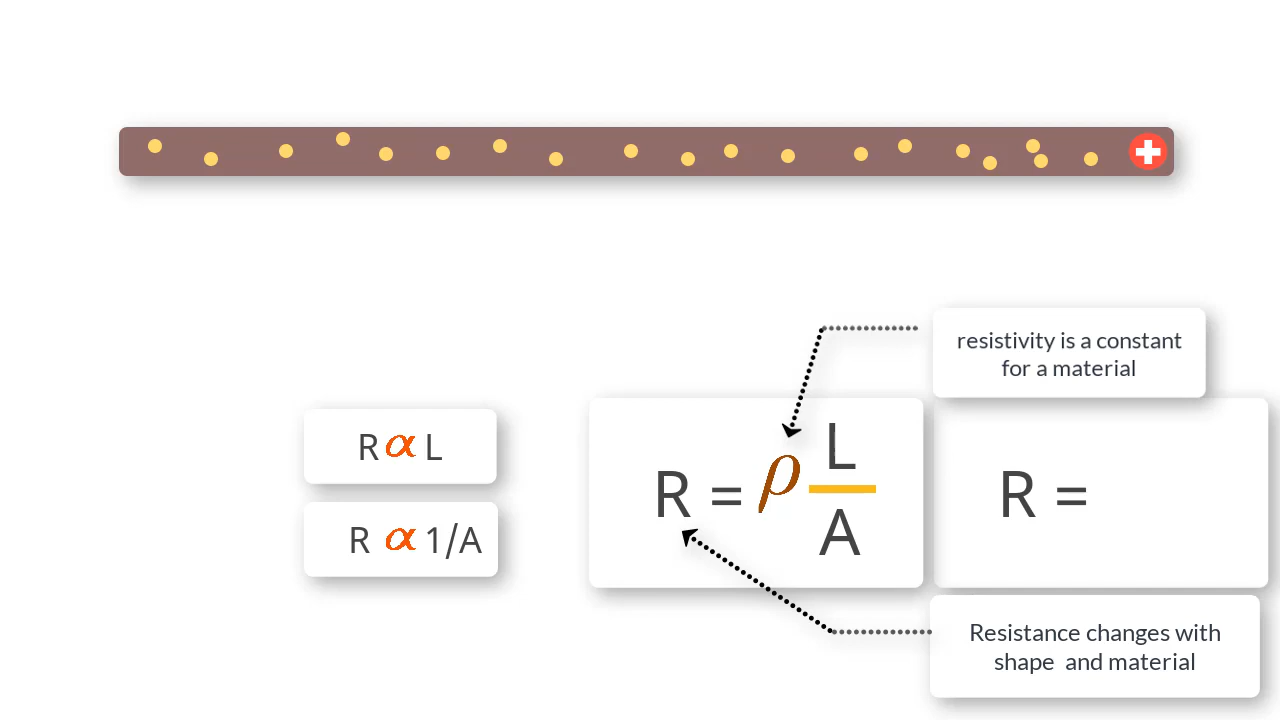 resistivity is a constant
for a material
R α L
R α 1/A
R = ρ L
A
R =
Resistance changes with
shape and material